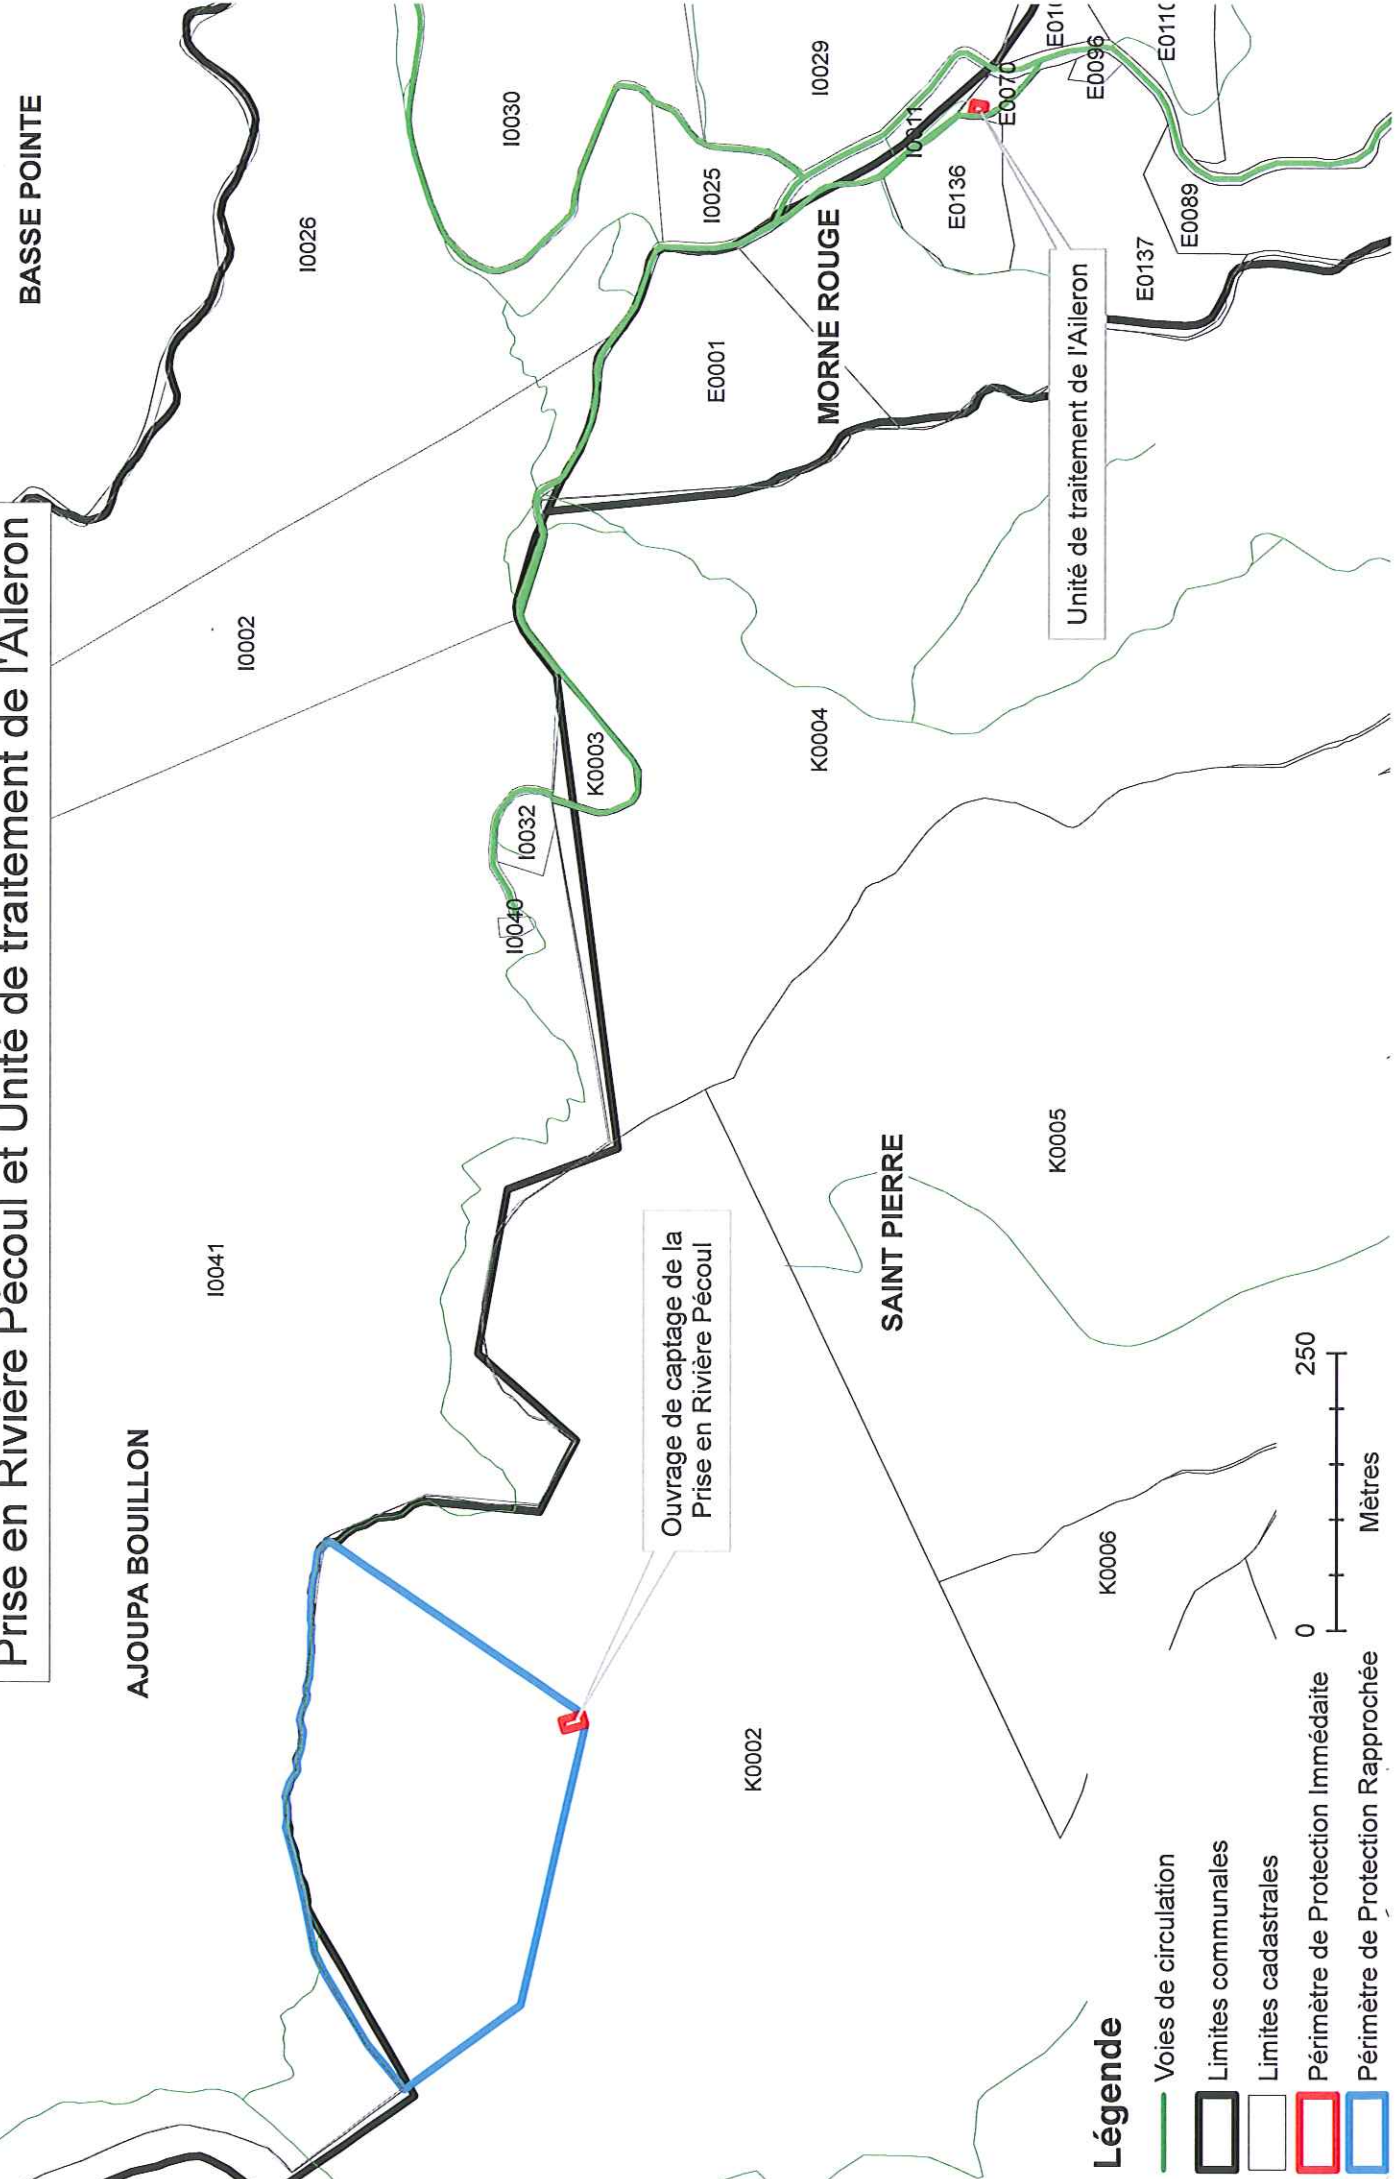 Prise en Rivière Pécoul et Unité de traitement de l'Aileron
BASSE POINTE
AJOUPA BOUILLON
I0041
I0002
I0026
I0030
I0029
I0025
I0040
I0032
K0003
E0001
MORNE ROUGE
I0011
E0070
E0096
E0136
E0089
E0137
Unité de traitement de l'Aileron
K0004
Ouvrage de captage de la
Prise en Rivière Pécoul
SAINT PIERRE
K0005
K0002
K0006
Légende
Voies de circulation
Limites communales
Limites cadastrales
Périmètre de Protection Immédaite
Périmètre de Protection Rapprochée
0 250
Mètres